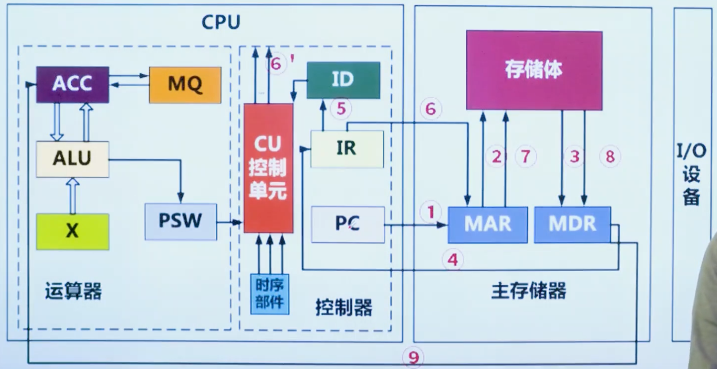 CPU
ACC
MQ
ALU
X
PSW
运算器
⑥'
ID
⑤
CU
控制
单元
IR
PC
时序
部件
控制器
⑥
①
④
⑨
存储体
②
⑦
③
⑧
MAR
MDR
主存储器
I/O
设
备